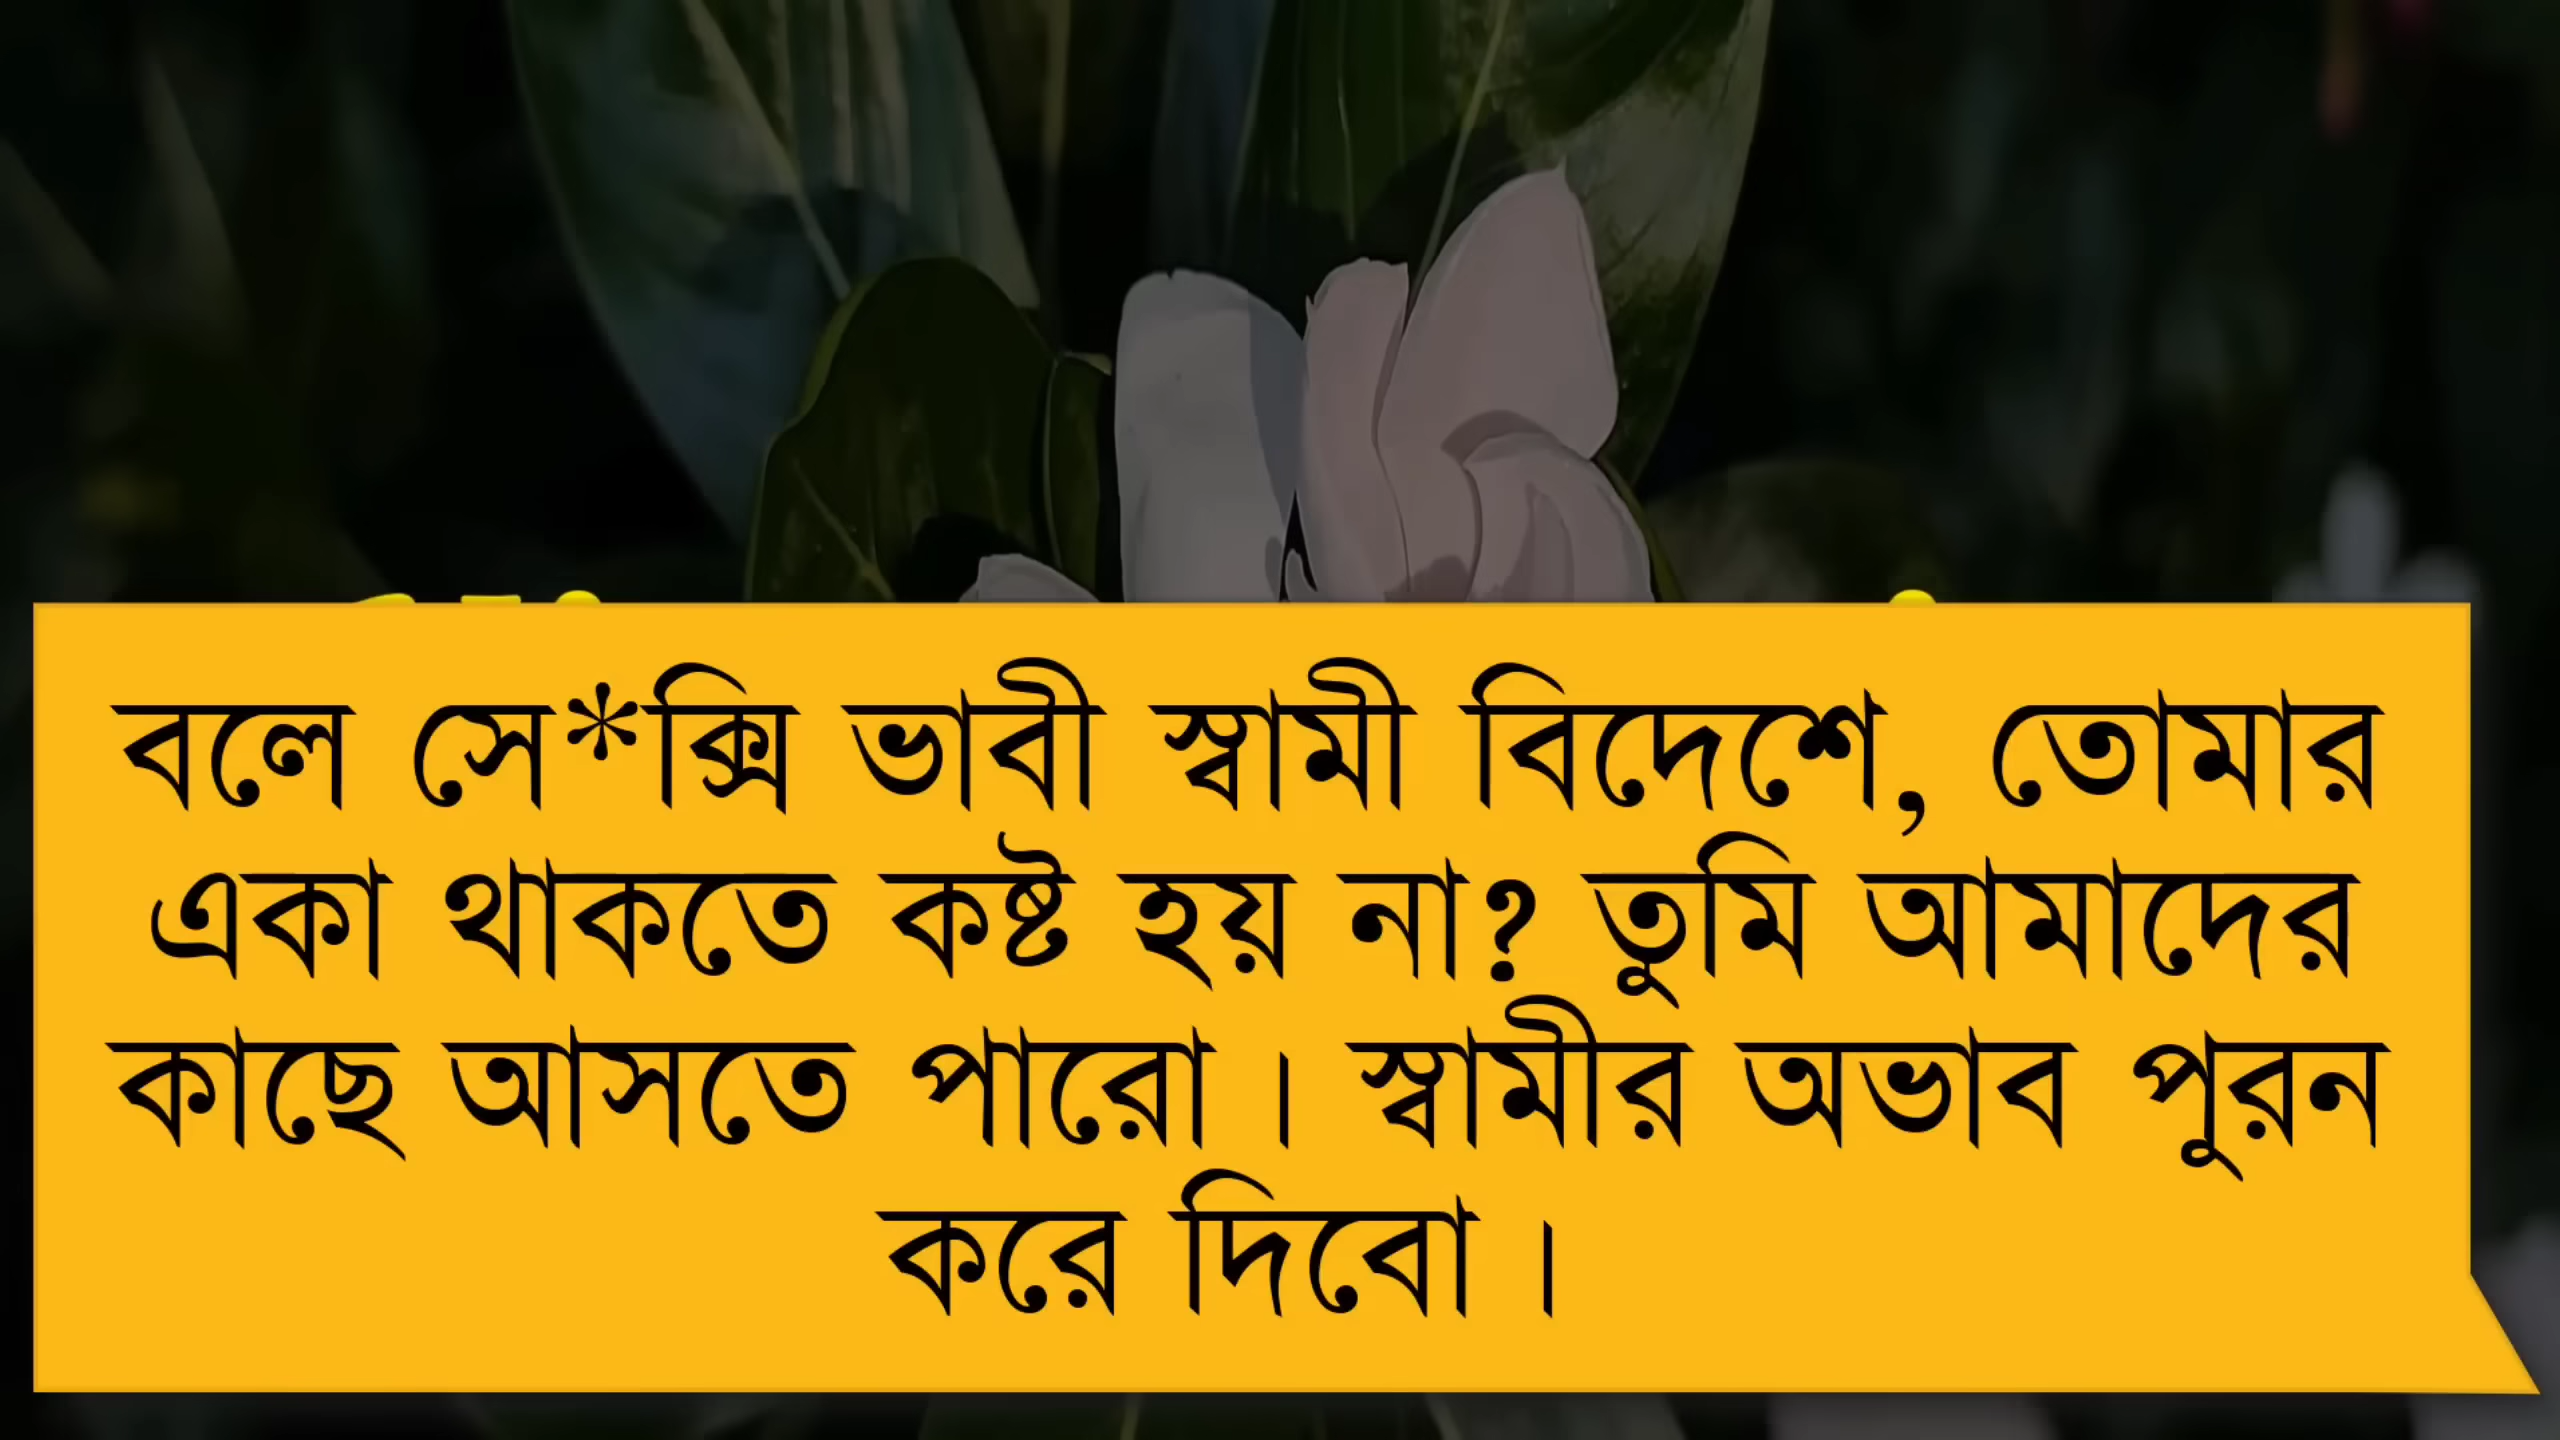 বলে সে*ক্সি ভাবী স্বামী বিদেশে, তোমার
একা থাকতে কষ্ট হয় না? তুমি আমাদের
কাছে আসতে পারো। স্বামীর অভাব পুরন
করে দিবো।